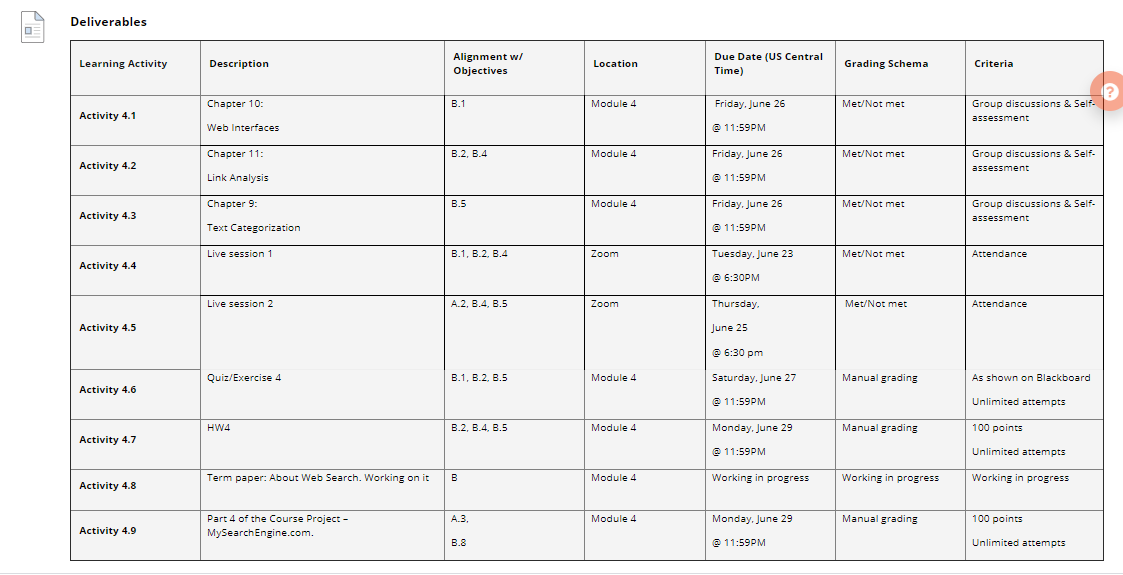 Deliverables
Learning Activity
Description
Alignment w/
Objectives
Location
Due Date (US Central
Time)
Grading Schema
Criteria
Activity 4.1
Chapter 10:
Web Interfaces
B.1
Module 4
Friday, June 26
@ 11:59PM
Met/Not met
Group discussions & Self-
assessment
Activity 4.2
Chapter 11:
Link Analysis
B.2, B.4
Module 4
Friday, June 26
@ 11:59PM
Met/Not met
Group discussions & Self-
assessment
Activity 4.3
Chapter 9:
Text Categorization
B.5
Module 4
Friday, June 26
@ 11:59PM
Met/Not met
Group discussions & Self-
assessment
Activity 4.4
Live session 1
B.1, B.2, B.4
Zoom
Tuesday, June 23
@ 6:30PM
Met/Not met
Attendance
Activity 4.5
Live session 2
A.2, B.4, B.5
Zoom
Thursday,
June 25
@ 6:30 pm
Met/Not met
Attendance
Activity 4.6
Quiz/Exercise 4
B.1, B.2, B.5
Module 4
Saturday, June 27
@ 11:59PM
Manual grading
As shown on Blackboard
Unlimited attempts
Activity 4.7
HW4
B.2, B.4, B.5
Module 4
Monday, June 29
@ 11:59PM
Manual grading
100 points
Unlimited attempts
Activity 4.8
Term paper: About Web Search. Working on it
B
Module 4
Working in progress
Working in progress
Working in progress
Activity 4.9
Part 4 of the Course Project –
MySearchEngine.com.
A.3,
B.8
Module 4
Monday, June 29
@ 11:59PM
Manual grading
100 points
Unlimited attempts
?